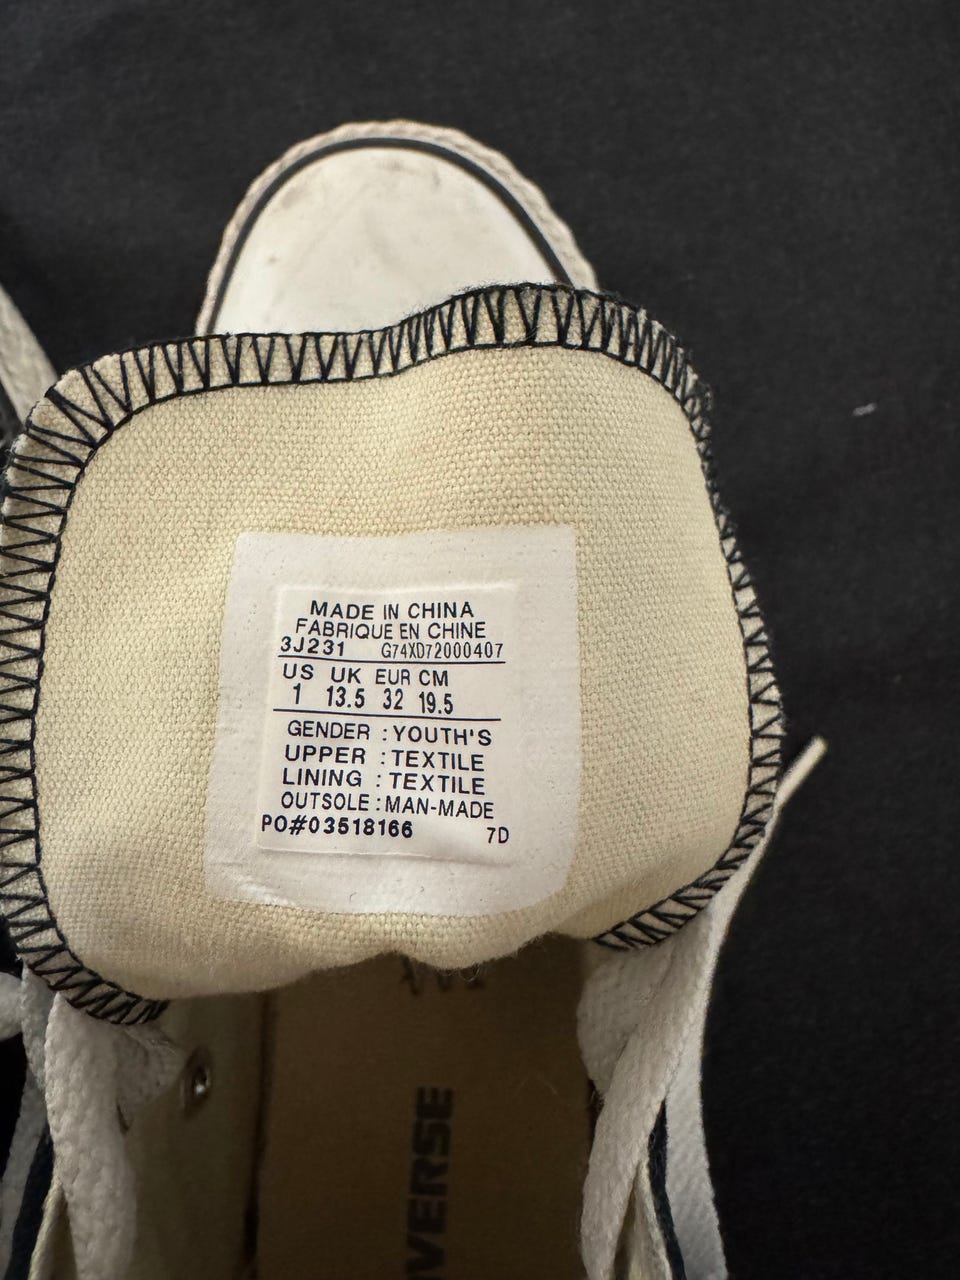 MADE IN CHINA
FABRIQUE EN CHINE
3J231 G74XD72000407
US UK EUR CM
1 13.5 32 19.5
GENDER : YOUTH'S
UPPER : TEXTILE
LINING : TEXTILE
OUTSOLE : MAN-MADE
PO#03518166 7D
VERSE